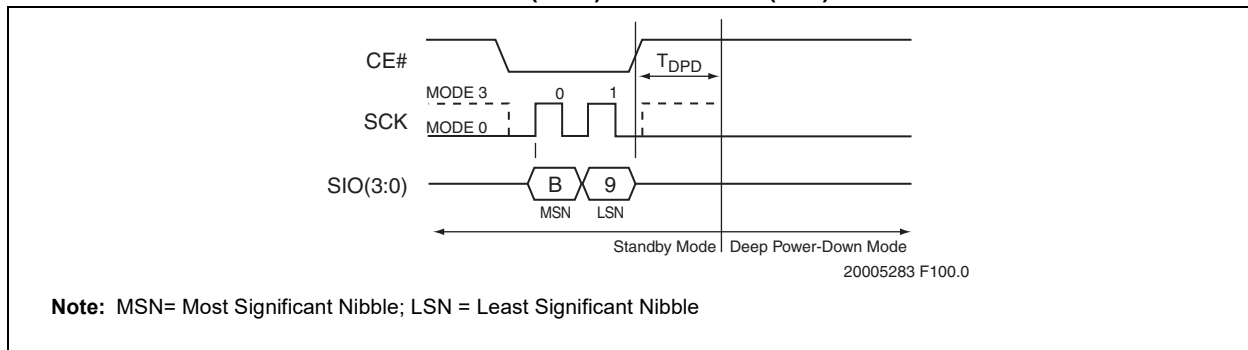 CE#
T_DPD
MODE 3
0 1
SCK
MODE 0
SIO(3:0)
B 9
MSN LSN
Standby Mode Deep Power-Down Mode
20005283 F100.0
Note: MSN= Most Significant Nibble; LSN = Least Significant Nibble